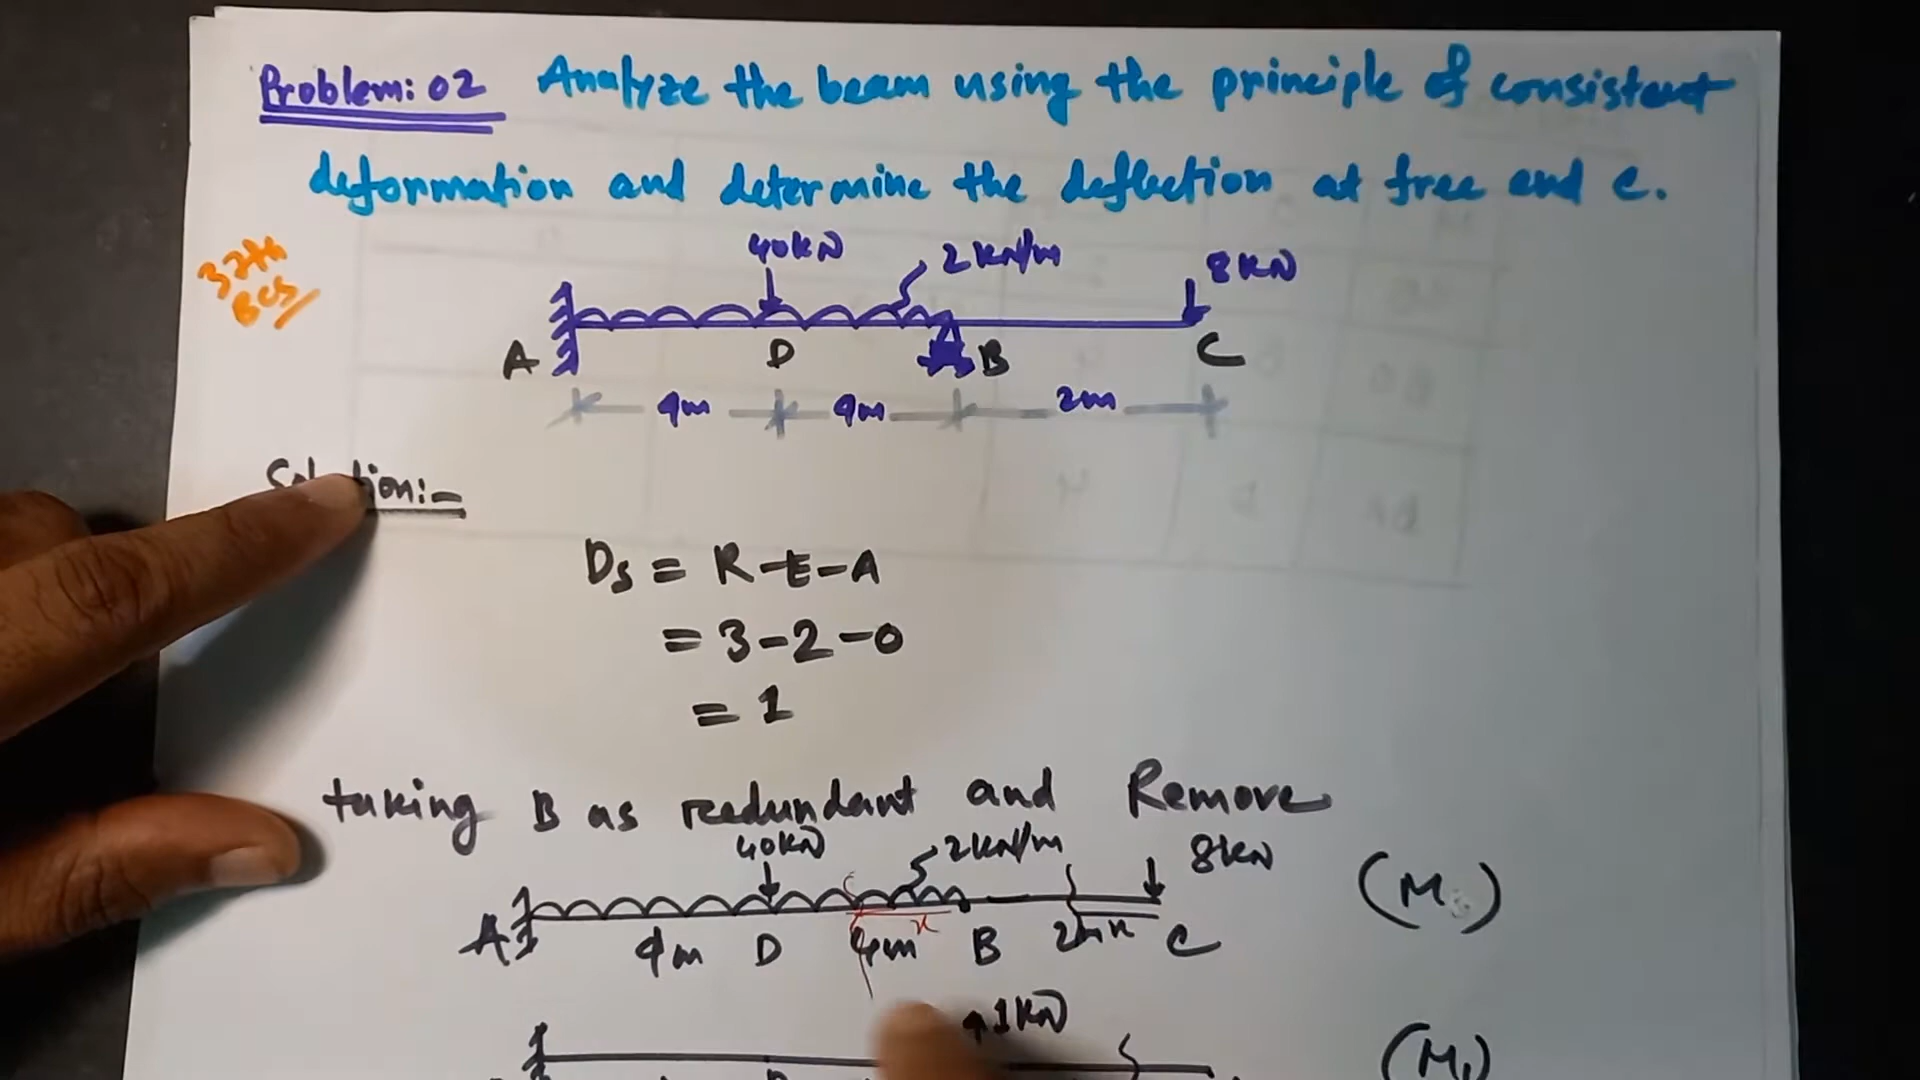 Problem: 02 Analyze the beam using the principle of consistent
deformation and determine the deflection at free end C.
37th
BCS
40kN 2kN/m 8kN
A D B C
4m 4m 2m
Solution:-
Ds = R-E-A
= 3-2-0
= 1
taking B as redundant and Remove
40kN 2kN/m 8kN
A 4m D 4m x B 2m x C
1kN